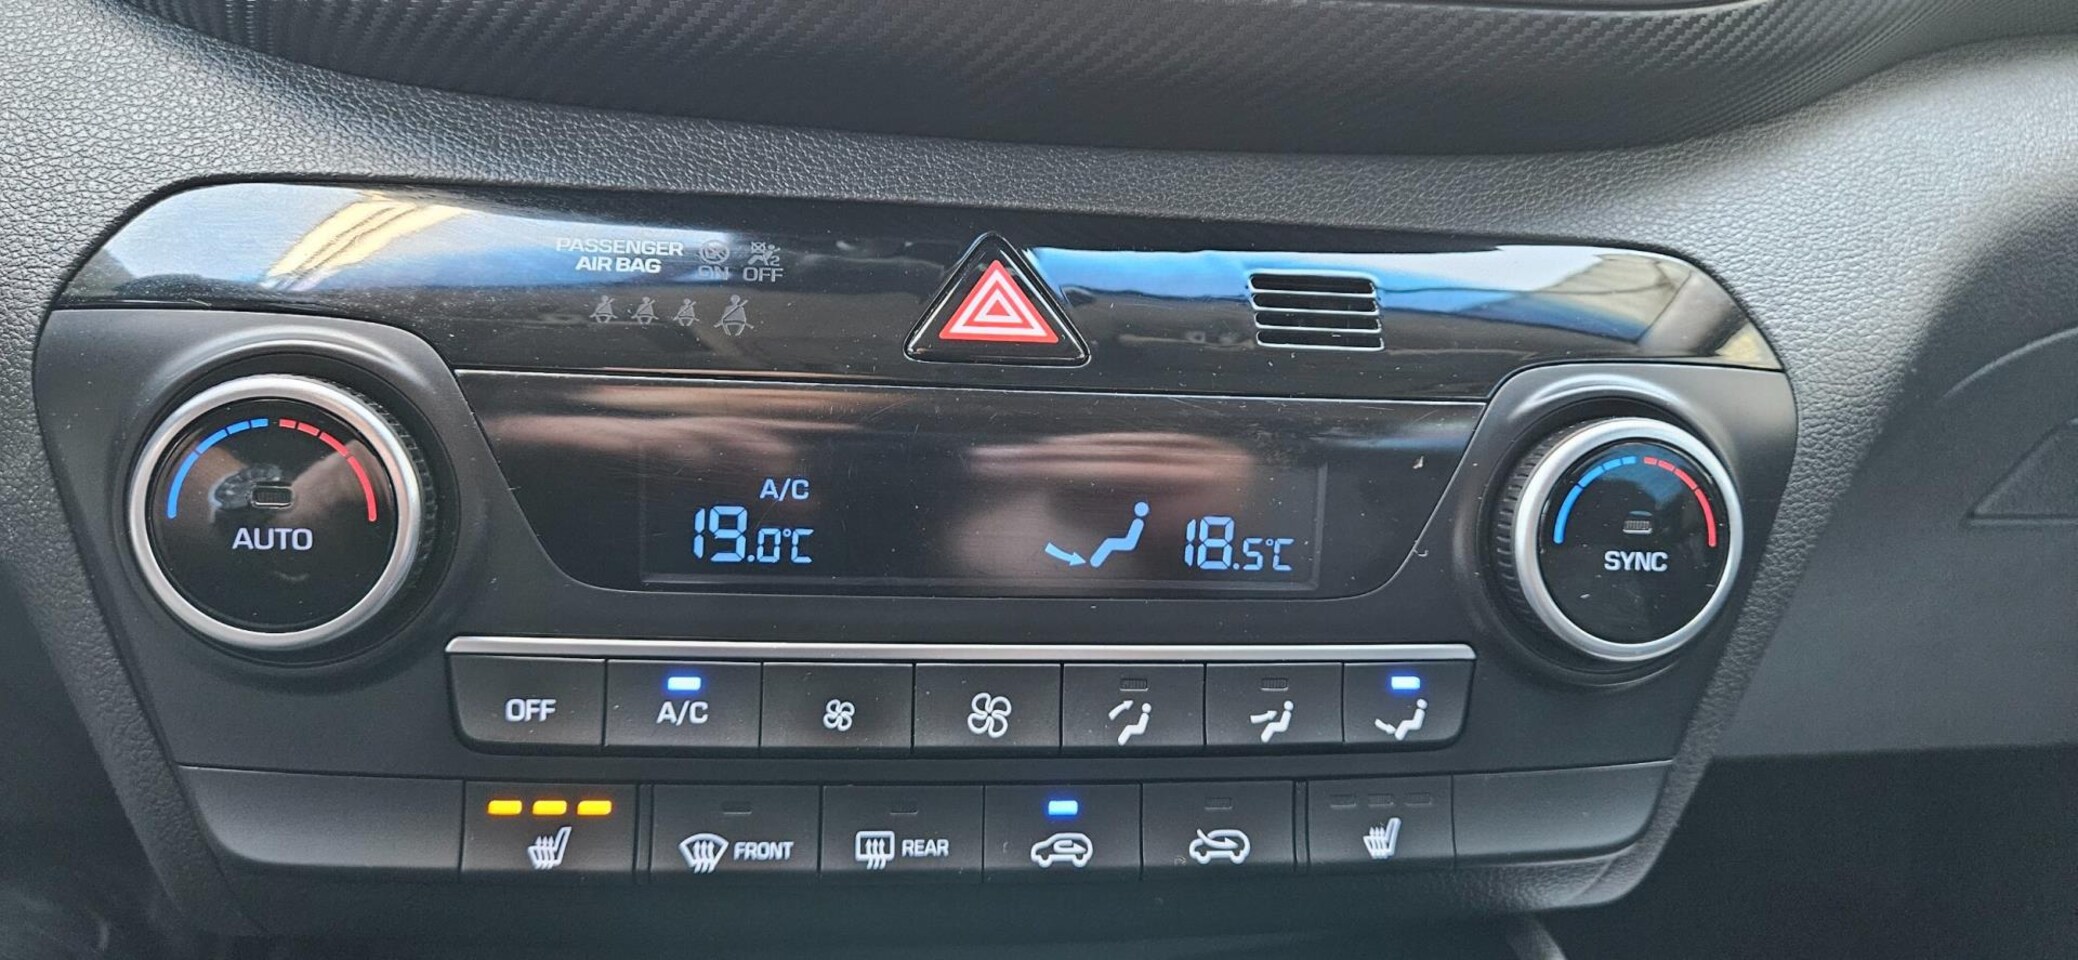 PASSENGER
AIR BAG
ON OFF
A/C
19.0°C
18.5°C
AUTO
SYNC
OFF
A/C
FRONT
REAR